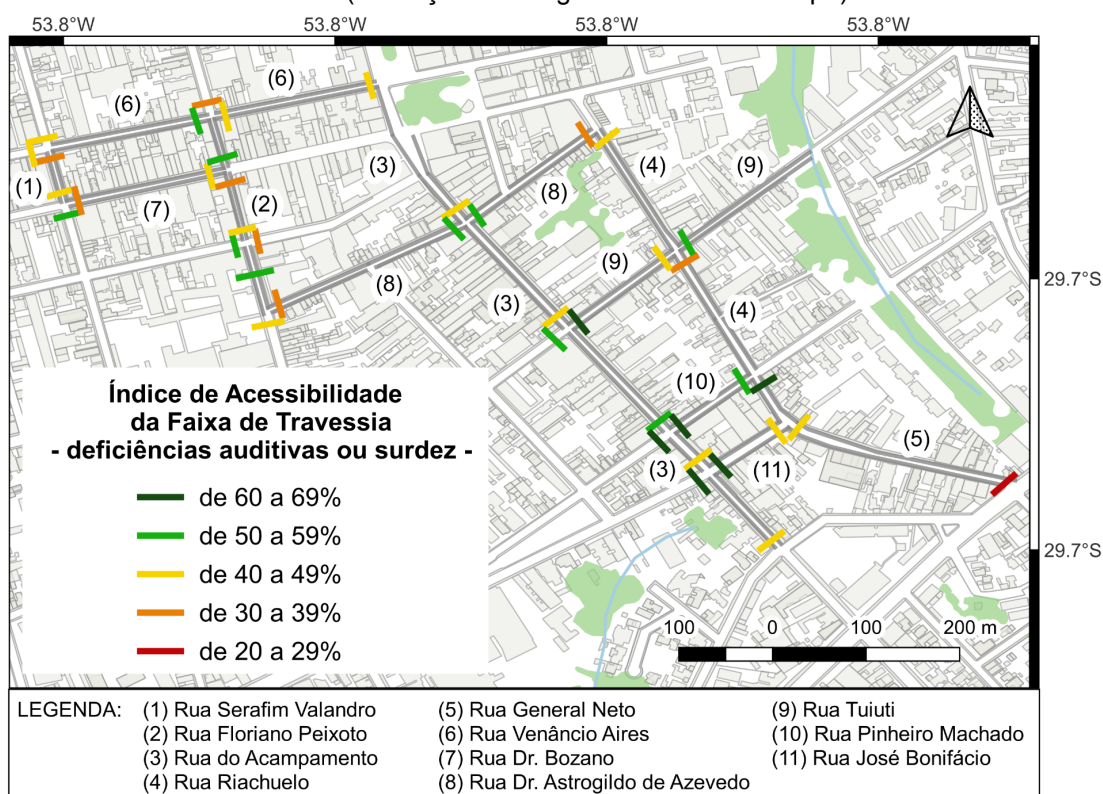 53.8°W 53.8°W 53.8°W 53.8°W
(6)
(6)
(3) (4) (9)
(1)
(8)
(7) (2)
(9)
(8)
(3) (4)
29.7°S
Índice de Acessibilidade
da Faixa de Travessia
- deficiências auditivas ou surdez -
(10)
(5)
(3) (11)
de 60 a 69%
de 50 a 59%
de 40 a 49%
de 30 a 39%
de 20 a 29%
29.7°S
100 0 100 200 m
LEGENDA:
(1) Rua Serafim Valandro
(2) Rua Floriano Peixoto
(3) Rua do Acampamento
(4) Rua Riachuelo
(5) Rua General Neto
(6) Rua Venâncio Aires
(7) Rua Dr. Bozano
(8) Rua Dr. Astrogildo de Azevedo
(9) Rua Tuiuti
(10) Rua Pinheiro Machado
(11) Rua José Bonifácio